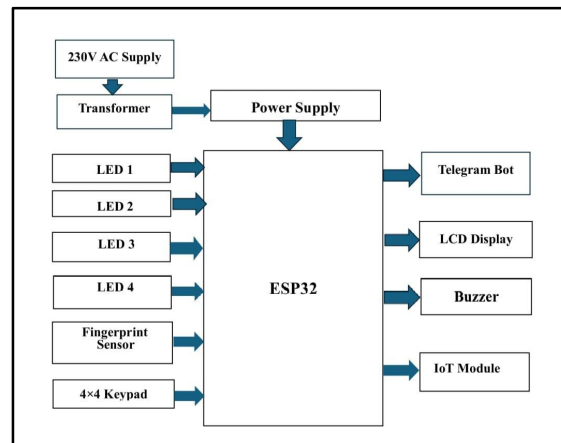 230V AC Supply
Transformer
Power Supply
LED 1
LED 2
LED 3
LED 4
Fingerprint
Sensor
4×4 Keypad
ESP32
Telegram Bot
LCD Display
Buzzer
IoT Module